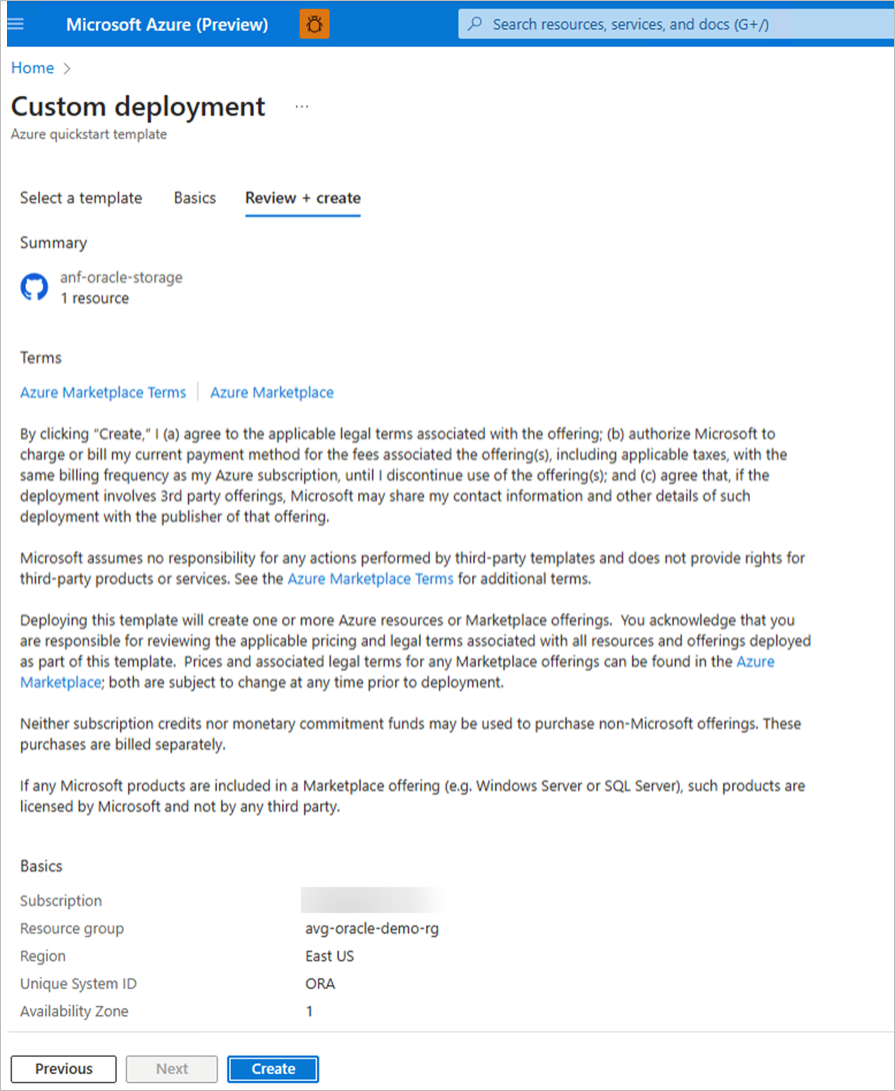 Microsoft Azure (Preview)
Search resources, services, and docs (G+/)
Home
Custom deployment
...
Azure quickstart template
Select a template
Basics
Review + create
Summary
anf-oracle-storage
1 resource
Terms
Azure Marketplace Terms
Azure Marketplace
By clicking "Create," I (a) agree to the applicable legal terms associated with the offering; (b) authorize Microsoft to
charge or bill my current payment method for the fees associated the offering(s), including applicable taxes, with the
same billing frequency as my Azure subscription, until I discontinue use of the offering(s); and (c) agree that, if the
deployment involves 3rd party offerings, Microsoft may share my contact information and other details of such
deployment with the publisher of that offering.
Microsoft assumes no responsibility for any actions performed by third-party templates and does not provide rights for
third-party products or services. See the Azure Marketplace Terms for additional terms.
Deploying this template will create one or more Azure resources or Marketplace offerings. You acknowledge that you
are responsible for reviewing the applicable pricing and legal terms associated with all resources and offerings deployed
as part of this template. Prices and associated legal terms for any Marketplace offerings can be found in the Azure
Marketplace; both are subject to change at any time prior to deployment.
Neither subscription credits nor monetary commitment funds may be used to purchase non-Microsoft offerings. These
purchases are billed separately.
If any Microsoft products are included in a Marketplace offering (e.g. Windows Server or SQL Server), such products are
licensed by Microsoft and not by any third party.
Basics
Subscription
Resource group avg-oracle-demo-rg
Region East US
Unique System ID ORA
Availability Zone 1
Previous
Next
Create